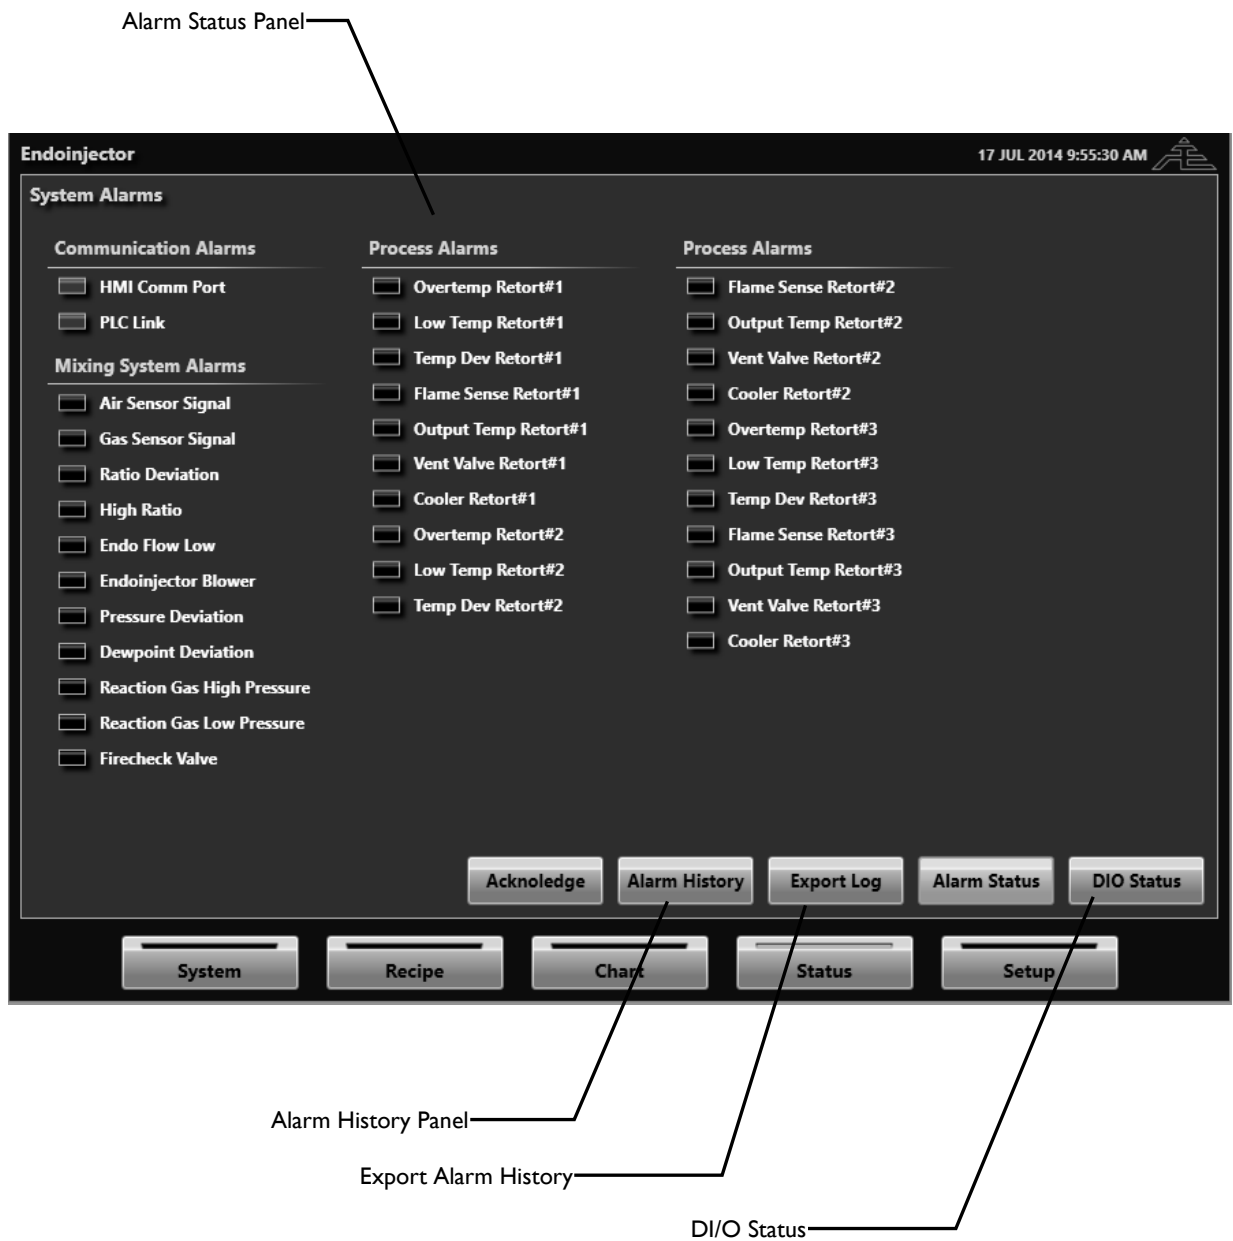 Alarm Status Panel
Endoinjector
17 JUL 2014 9:55:30 AM
System Alarms
Communication Alarms
HMI Comm Port
PLC Link
Mixing System Alarms
Air Sensor Signal
Gas Sensor Signal
Ratio Deviation
High Ratio
Endo Flow Low
Endoinjector Blower
Pressure Deviation
Dewpoint Deviation
Reaction Gas High Pressure
Reaction Gas Low Pressure
Firecheck Valve
Process Alarms
Overtemp Retort#1
Low Temp Retort#1
Temp Dev Retort#1
Flame Sense Retort#1
Output Temp Retort#1
Vent Valve Retort#1
Cooler Retort#1
Overtemp Retort#2
Low Temp Retort#2
Temp Dev Retort#2
Process Alarms
Flame Sense Retort#2
Output Temp Retort#2
Vent Valve Retort#2
Cooler Retort#2
Overtemp Retort#3
Low Temp Retort#3
Temp Dev Retort#3
Flame Sense Retort#3
Output Temp Retort#3
Vent Valve Retort#3
Cooler Retort#3
Acknoledge
Alarm History
Export Log
Alarm Status
DIO Status
System
Recipe
Chart
Status
Setup
Alarm History Panel
Export Alarm History
DI/O Status